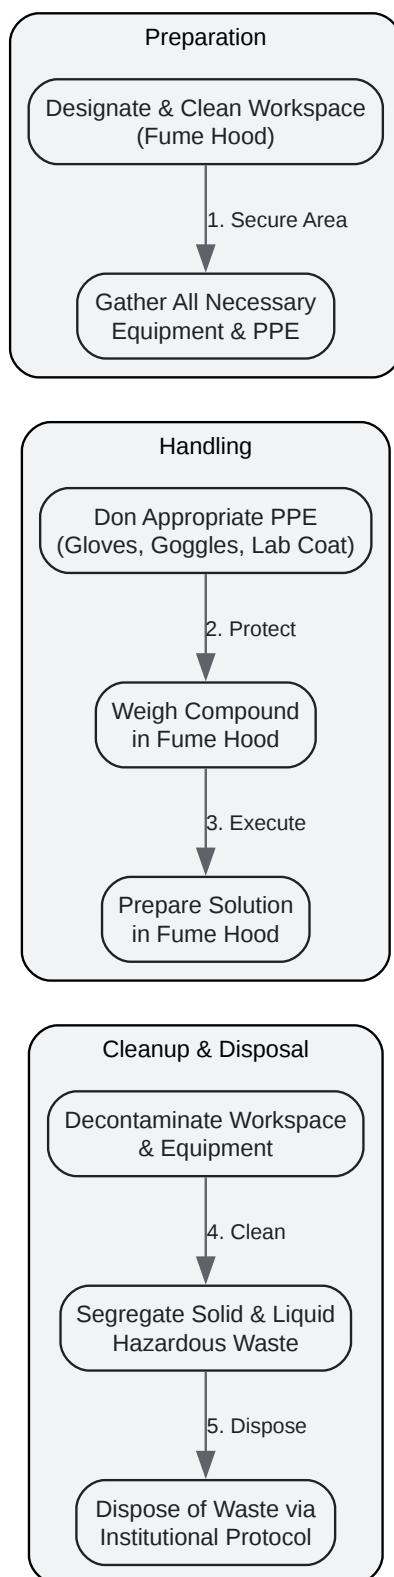 Preparation
Designate & Clean Workspace
(Fume Hood)
1. Secure Area
Gather All Necessary
Equipment & PPE
Handling
Don Appropriate PPE
(Gloves, Goggles, Lab Coat)
2. Protect
Weigh Compound
in Fume Hood
3. Execute
Prepare Solution
in Fume Hood
Cleanup & Disposal
Decontaminate Workspace
& Equipment
4. Clean
Segregate Solid & Liquid
Hazardous Waste
5. Dispose
Dispose of Waste via
Institutional Protocol